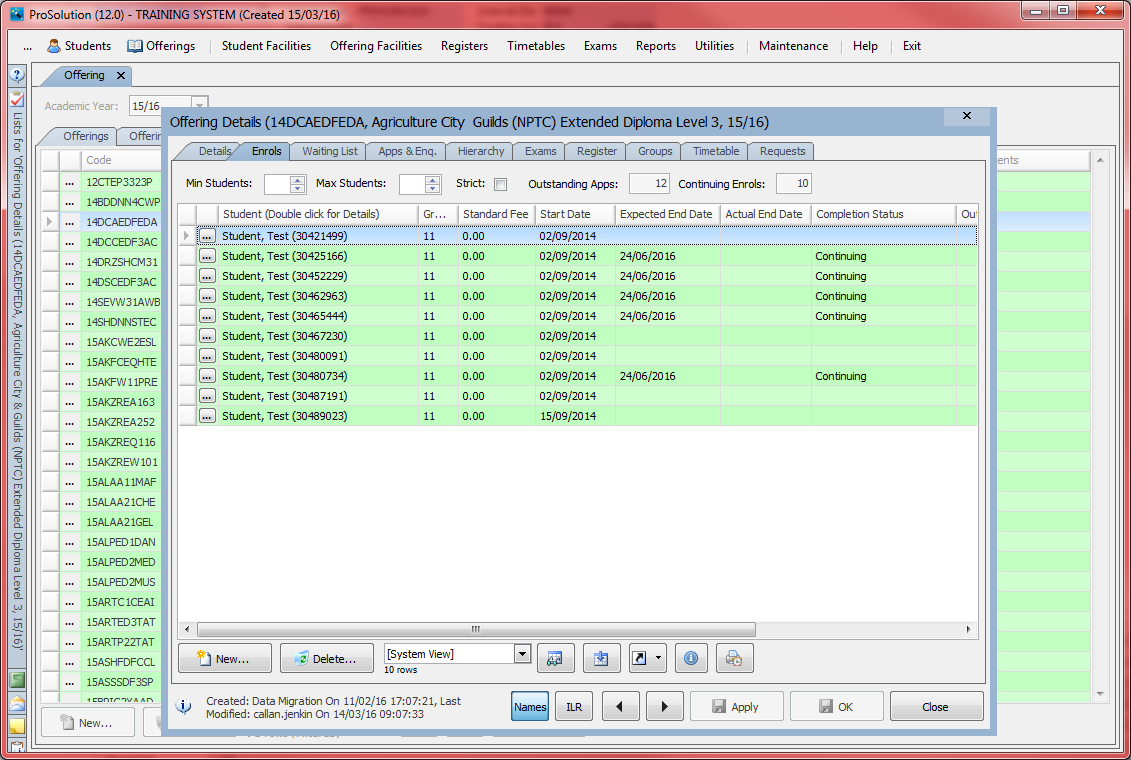 ProSolution (12.0) - TRAINING SYSTEM (Created 15/03/16)
... Students Offerings Student Facilities Offering Facilities Registers Timetables Exams Reports Utilities Maintenance Help Exit
Offering
Academic Year: 15/16
Lists for 'Offering Details (14DCAEDFEDA, Agriculture City & Guilds (NPTC) Extended Diploma Level 3, 15/16)'
Offerings
Code
12CTEP3323P
14BDDNN4CWP
14DCAEDFEDA
14DCCEDF3AC
14DRZSHCM31
14DSCEDF3AC
14SEVW31AWB
14SHDNNSTEC
15AKCWE2ESL
15AKFCEQHTE
15AKFW11PRE
15AKZREA163
15AKZREA252
15AKZREQ116
15AKZREW101
15ALAA11MAF
15ALAA21CHE
15ALAA21GEL
15ALPED1DAN
15ALPED2MED
15ALPED2MUS
15ARTC1CEAI
15ARTED3TAT
15ARTP22TAT
15ASHFDFCCL
15ASSSDF3SP
New...
Offering Details (14DCAEDFEDA, Agriculture City Guilds (NPTC) Extended Diploma Level 3, 15/16)
Details Enrols Waiting List Apps & Enq. Hierarchy Exams Register Groups Timetable Requests
Min Students: Max Students: Strict: Outstanding Apps: 12 Continuing Enrols: 10
Student (Double click for Details) Gr... Standard Fee Start Date Expected End Date Actual End Date Completion Status Out
... Student, Test (30421499) 11 0.00 02/09/2014
... Student, Test (30425166) 11 0.00 02/09/2014 24/06/2016 Continuing
... Student, Test (30452229) 11 0.00 02/09/2014 24/06/2016 Continuing
... Student, Test (30462963) 11 0.00 02/09/2014 24/06/2016 Continuing
... Student, Test (30465444) 11 0.00 02/09/2014 24/06/2016 Continuing
... Student, Test (30467230) 11 0.00 02/09/2014
... Student, Test (30480091) 11 0.00 02/09/2014
... Student, Test (30480734) 11 0.00 02/09/2014 24/06/2016 Continuing
... Student, Test (30487191) 11 0.00 02/09/2014
... Student, Test (30489023) 11 0.00 15/09/2014
New... Delete... [System View]
10 rows
Created: Data Migration On 11/02/16 17:07:21, Last
Modified: callan.jenkin On 14/03/16 09:07:33
Names ILR Apply OK Close